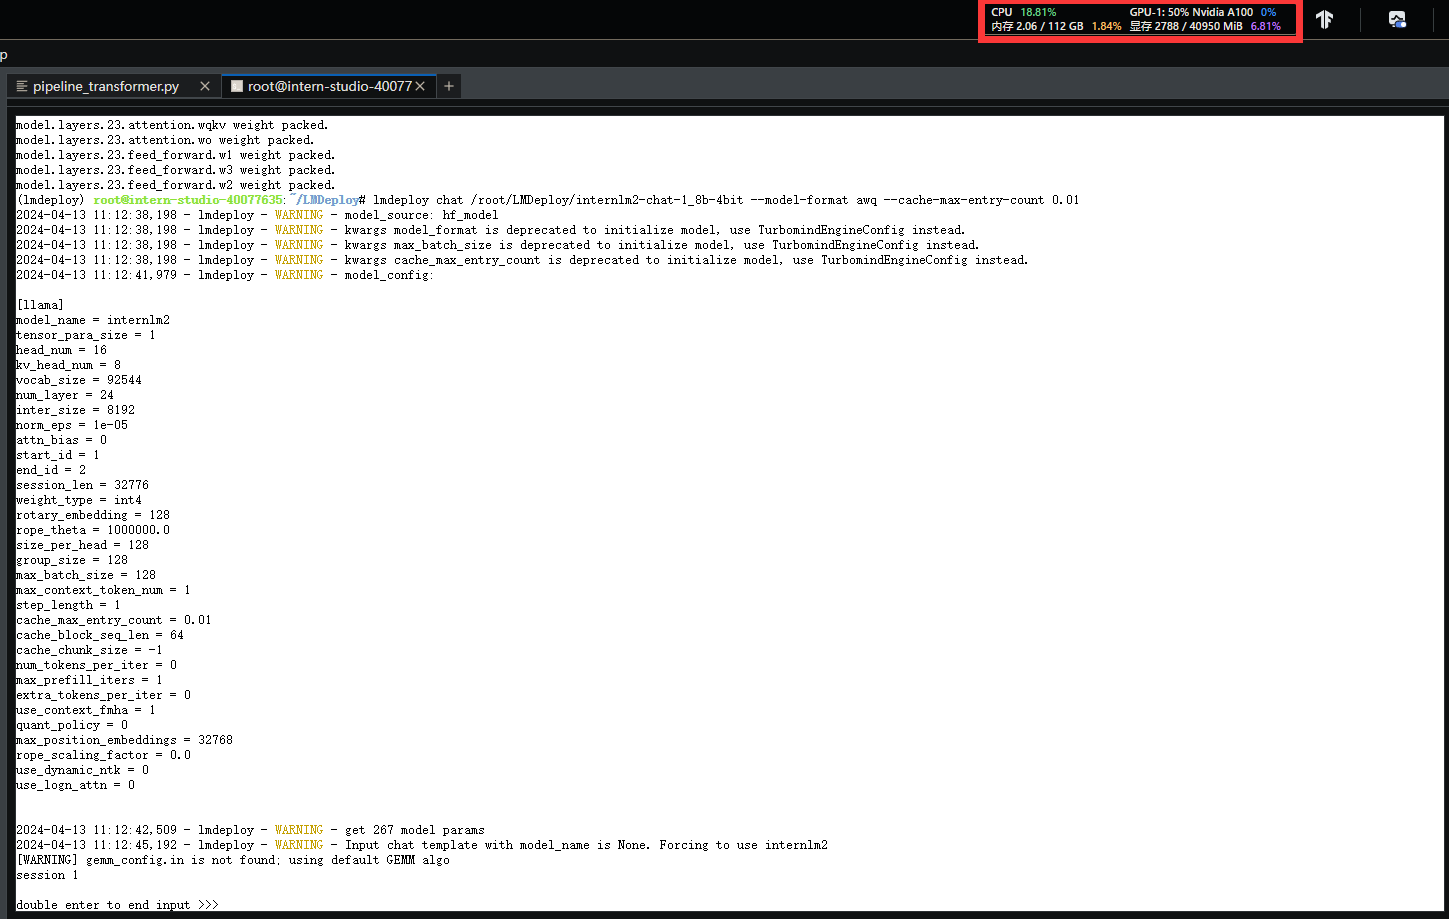 CPU 18.81% GPU-1: 50% Nvidia A100 0%
内存 2.06 / 112 GB 1.84% 显存 2788 / 40950 MiB 6.81%
p
pipeline_transformer.py
root@intern-studio-40077
model.layers.23.attention.wqkv weight packed.
model.layers.23.attention.wo weight packed.
model.layers.23.feed_forward.w1 weight packed.
model.layers.23.feed_forward.w3 weight packed.
model.layers.23.feed_forward.w2 weight packed.
(lmdeploy) root@intern-studio-40077635:~/LMDeploy# lmdeploy chat /root/LMDeploy/internlm2-chat-1_8b-4bit --model-format awq --cache-max-entry-count 0.01
2024-04-13 11:12:38,198 - lmdeploy - WARNING - model_source: hf_model
2024-04-13 11:12:38,198 - lmdeploy - WARNING - kwargs model_format is deprecated to initialize model, use TurbomindEngineConfig instead.
2024-04-13 11:12:38,198 - lmdeploy - WARNING - kwargs max_batch_size is deprecated to initialize model, use TurbomindEngineConfig instead.
2024-04-13 11:12:38,198 - lmdeploy - WARNING - kwargs cache_max_entry_count is deprecated to initialize model, use TurbomindEngineConfig instead.
2024-04-13 11:12:41,979 - lmdeploy - WARNING - model_config:
[llama]
model_name = internlm2
tensor_para_size = 1
head_num = 16
kv_head_num = 8
vocab_size = 92544
num_layer = 24
inter_size = 8192
norm_eps = 1e-05
attn_bias = 0
start_id = 1
end_id = 2
session_len = 32776
weight_type = int4
rotary_embedding = 128
rope_theta = 1000000.0
size_per_head = 128
group_size = 128
max_batch_size = 128
max_context_token_num = 1
step_length = 1
cache_max_entry_count = 0.01
cache_block_seq_len = 64
cache_chunk_size = -1
num_tokens_per_iter = 0
max_prefill_iters = 1
extra_tokens_per_iter = 0
use_context_fmha = 1
quant_policy = 0
max_position_embeddings = 32768
rope_scaling_factor = 0.0
use_dynamic_ntk = 0
use_logn_attn = 0
2024-04-13 11:12:42,509 - lmdeploy - WARNING - get 267 model params
2024-04-13 11:12:45,192 - lmdeploy - WARNING - Input chat template with model_name is None. Forcing to use internlm2
[WARNING] gemm_config.in is not found; using default GEMM algo
session 1
double enter to end input >>>